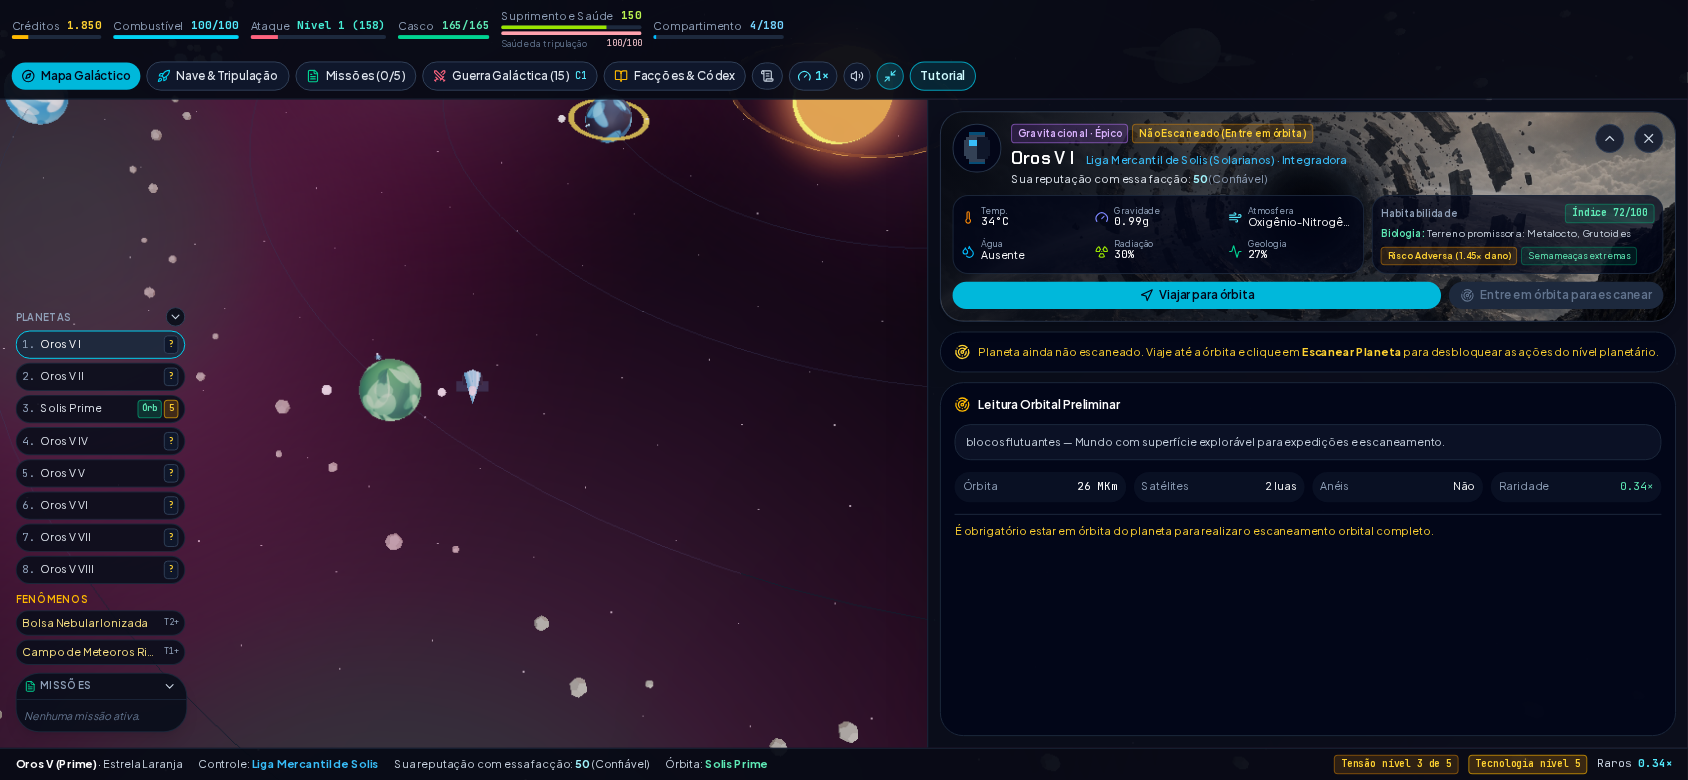 Créditos 1.850 Combustível 100/100 Ataque Nível 1 (158) Casco 165/165 Suprimento e Saúde 150 Compartimento 4/180
Saúde da tripulação 100/100
Mapa Galáctico Nave & Tripulação Missões (0/5) Guerra Galáctica (15) C1 Facções & Códex 1× Tutorial
Gravitacional · Épico Não Escaneado (Entre em órbita)
Oros V I Liga Mercantil de Solis (Solarianos) · Integradora
Sua reputação com essa facção: 50 (Confiável)
Temp. 34°C
Gravidade 0.99g
Atmosfera Oxigênio-Nitrogê…
Água Ausente
Radiação 30%
Geologia 27%
Habitabilidade Índice 72/100
Biologia: Terreno promissora: Metalocto, Grutoides
Risco Adversa (1.45× dano) Sem ameaças extremas
Viajar para órbita Entre em órbita para escanear
Planeta ainda não escaneado. Viaje até a órbita e clique em Escanear Planeta para desbloquear as ações do nível planetário.
Leitura Orbital Preliminar
blocos flutuantes — Mundo com superfície explorável para expedições e escaneamento.
Órbita 26 MKm Satélites 2 luas Anéis Não Raridade 0.34×
É obrigatório estar em órbita do planeta para realizar o escaneamento orbital completo.
PLANETAS
1. Oros V I ?
2. Oros V II ?
3. Solis Prime Orb 5
4. Oros V IV ?
5. Oros V V ?
6. Oros V VI ?
7. Oros V VII ?
8. Oros V VIII ?
FENÔMENOS
Bolsa Nebular Ionizada T2+
Campo de Meteoros Ri… T1+
MISSÕES
Nenhuma missão ativa.
Oros V (Prime) · Estrela Laranja Controle: Liga Mercantil de Solis Sua reputação com essa facção: 50 (Confiável) Órbita: Solis Prime Tensão nível 3 de 5 Tecnologia nível 5 Raros 0.34×